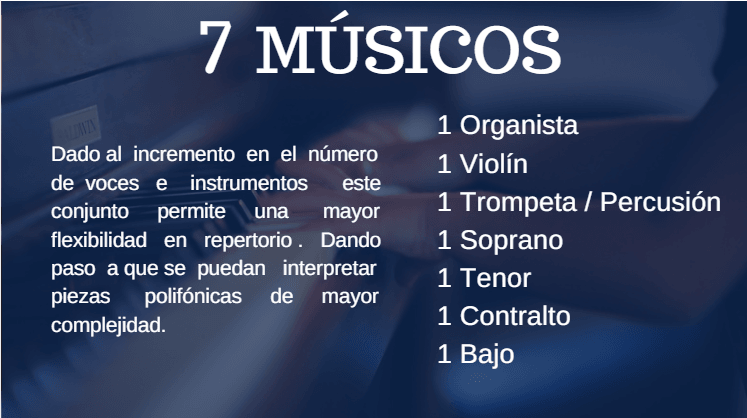 7 MÚSICOS
Dado al incremento en el número
de voces e instrumentos este
conjunto permite una mayor
flexibilidad en repertorio . Dando
paso a que se puedan interpretar
piezas polifónicas de mayor
complejidad.
1 Organista
1 Violín
1 Trompeta / Percusión
1 Soprano
1 Tenor
1 Contralto
1 Bajo
BALDWIN